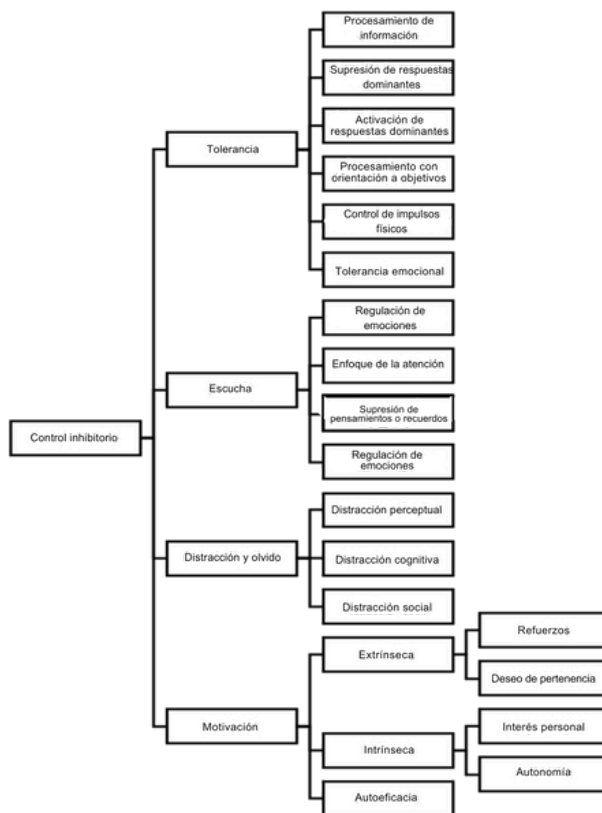 Procesamiento de
información
Supresión de respuestas
dominantes
Activación de
respuestas dominantes
Tolerancia
Procesamiento con
orientación a objetivos
Control de impulsos
físicos
Tolerancia emocional
Regulación de
emociones
Enfoque de la atención
Escucha
Supresión de
pensamientos o recuerdos
Control inhibitorio
Regulación de
emociones
Distracción perceptual
Distracción y olvido
Distracción cognitiva
Distracción social
Refuerzos
Extrínseca
Deseo de pertenencia
Motivación
Interés personal
Intrínseca
Autonomía
Autoeficacia